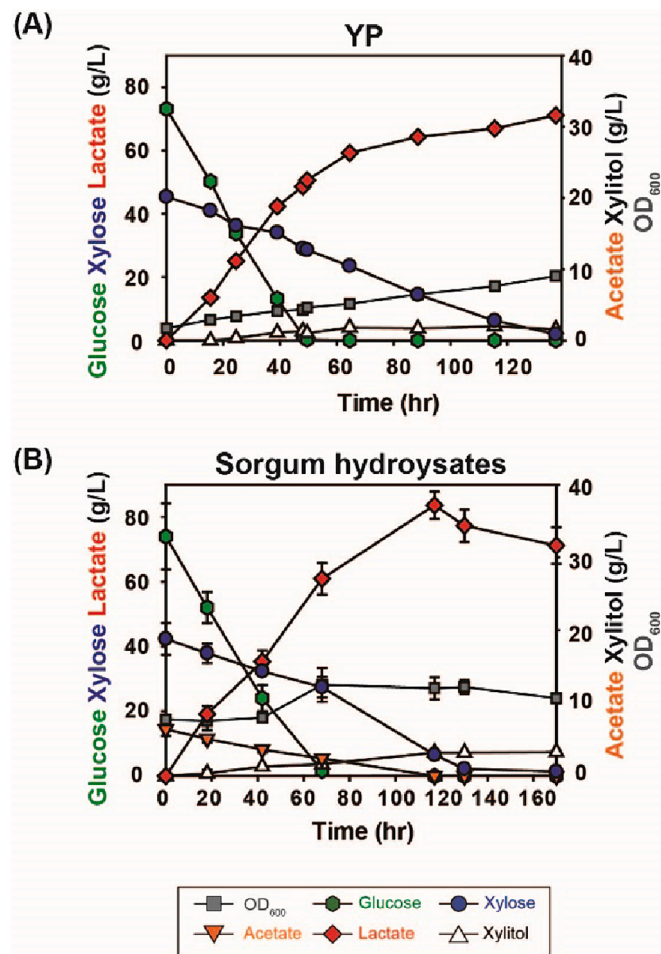 (A)
YP
Glucose Xylose Lactate (g/L)
80
60
40
20
0
40
30
20
10
0
Acetate Xylitol (g/L)
OD600
0 20 40 60 80 100 120
Time (hr)
(B)
Sorgum hydroysates
Glucose Xylose Lactate (g/L)
80
60
40
20
0
40
30
20
10
0
Acetate Xylitol (g/L)
OD600
0 20 40 60 80 100 120 140 160
Time (hr)
OD600 Glucose Xylose
Acetate Lactate Xylitol